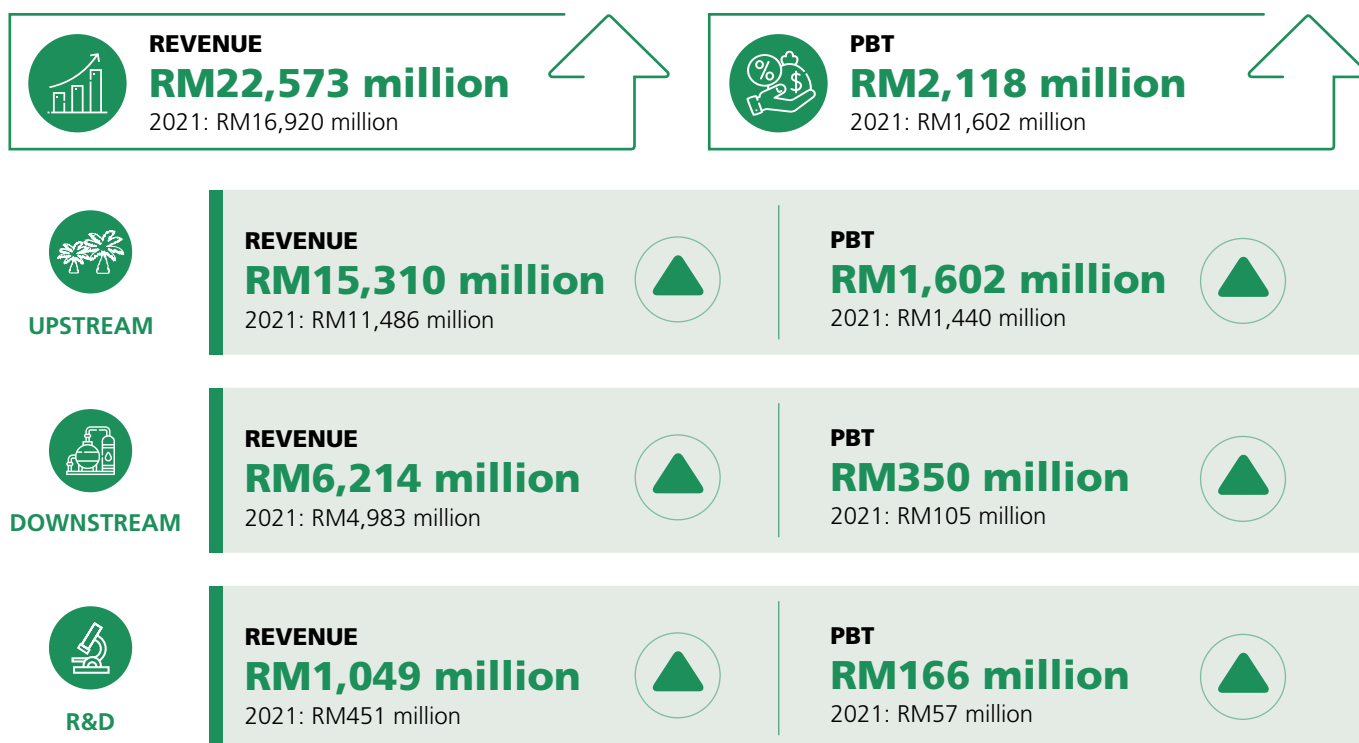 REVENUE
RM22,573 million
2021: RM16,920 million
PBT
RM2,118 million
2021: RM1,602 million
UPSTREAM
REVENUE
RM15,310 million
2021: RM11,486 million
PBT
RM1,602 million
2021: RM1,440 million
DOWNSTREAM
REVENUE
RM6,214 million
2021: RM4,983 million
PBT
RM350 million
2021: RM105 million
R&D
REVENUE
RM1,049 million
2021: RM451 million
PBT
RM166 million
2021: RM57 million